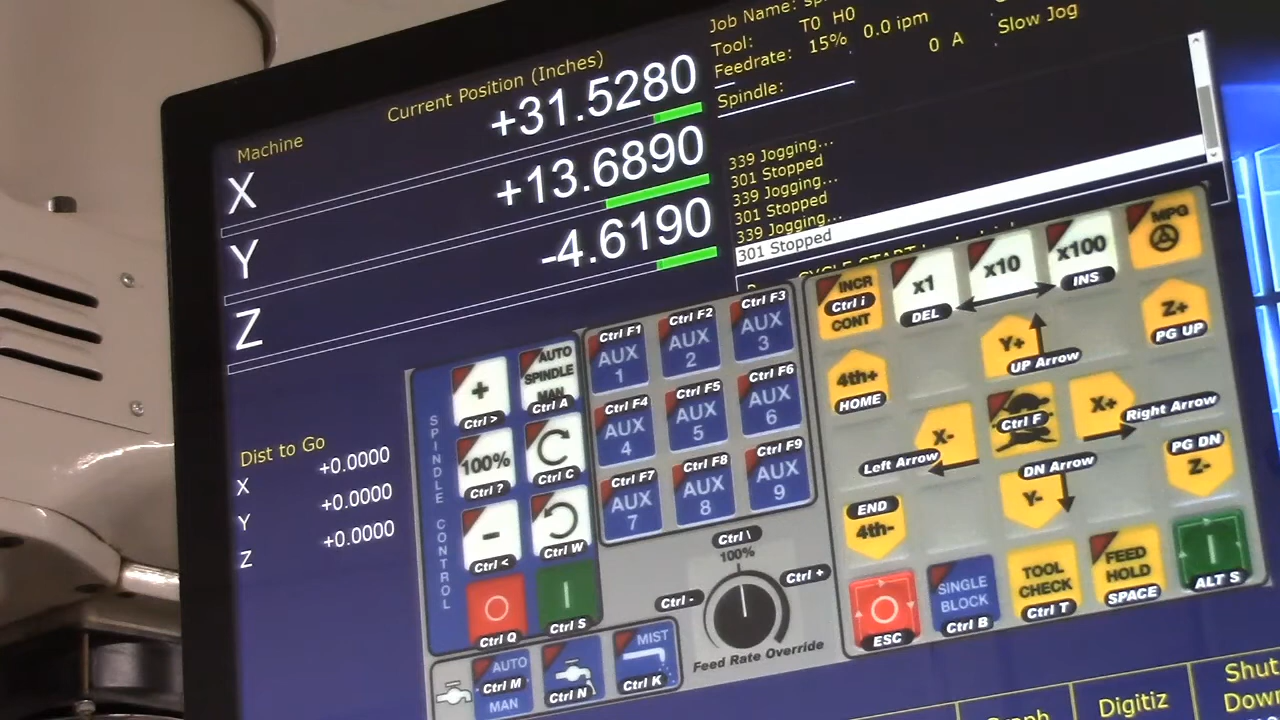 Current Position (Inches)
Machine
X +31.5280
Y +13.6890
Z -4.6190
Job Name:
Tool: T0 H0
Feedrate: 15% 0.0 ipm
Spindle: 0 A Slow Jog
339 Jogging...
301 Stopped
339 Jogging...
301 Stopped
339 Jogging...
301 Stopped
Dist to Go
X +0.0000
Y +0.0000
Z +0.0000
SPINDLE CONTROL
+
Ctrl >
AUTO
SPINDLE
MAN
Ctrl A
100%
Ctrl ?
Ctrl C
-
Ctrl <
Ctrl W
Ctrl Q
Ctrl S
AUTO
Ctrl M
MAN
Ctrl N
MIST
Ctrl K
Ctrl F1
AUX
1
Ctrl F2
AUX
2
Ctrl F3
AUX
3
Ctrl F4
AUX
4
Ctrl F5
AUX
5
Ctrl F6
AUX
6
Ctrl F7
AUX
7
Ctrl F8
AUX
8
Ctrl F9
AUX
9
Ctrl \
100%
Ctrl -
Ctrl +
Feed Rate Override
INCR
Ctrl i
CONT
x1
DEL
x10
x100
INS
MPG
4th+
HOME
Y+
UP Arrow
Z+
PG UP
X-
Left Arrow
Ctrl F
X+
Right Arrow
END
4th-
DN Arrow
Y-
PG DN
Z-
ESC
SINGLE
BLOCK
Ctrl B
TOOL
CHECK
Ctrl T
FEED
HOLD
SPACE
ALT S
Digitiz